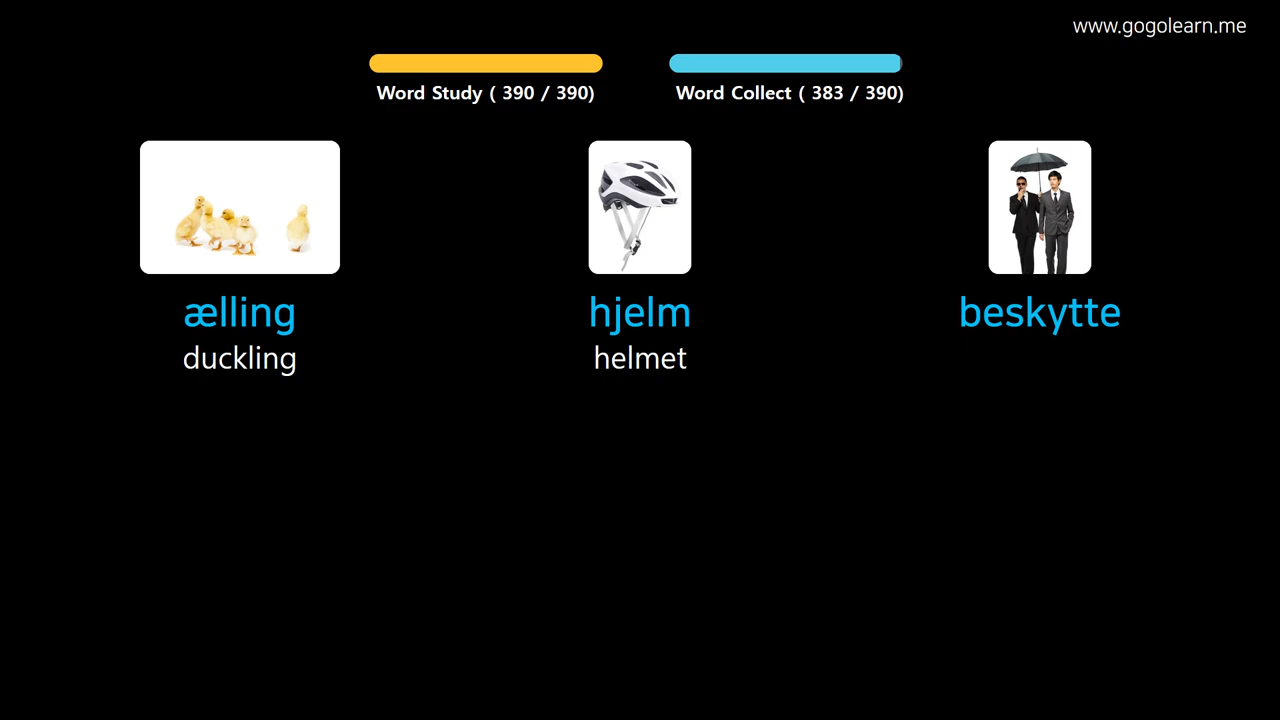 www.gogolearn.me
Word Study ( 390 / 390)
Word Collect ( 383 / 390)
ælling
hjelm
beskytte
duckling
helmet